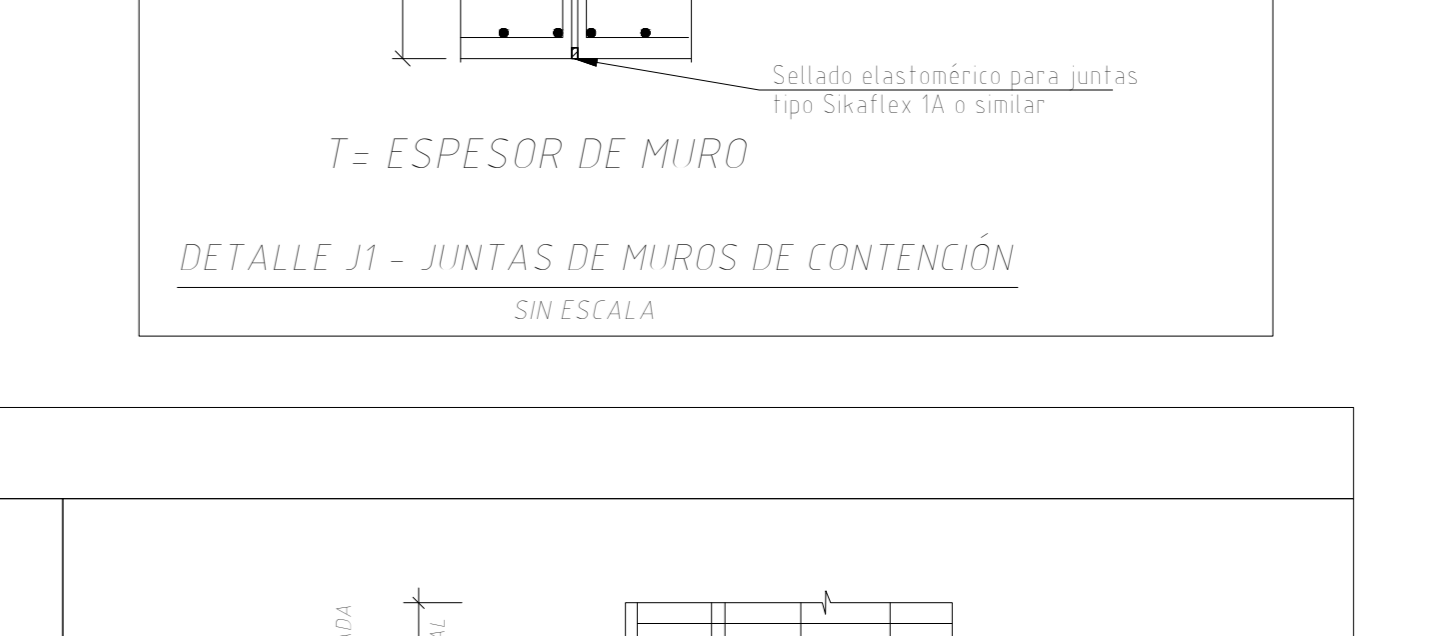 Sellado elastomérico para juntas
tipo Sikaflex 1A o similar
T= ESPESOR DE MURO
DETALLE J1 - JUNTAS DE MUROS DE CONTENCIÓN
SIN ESCALA